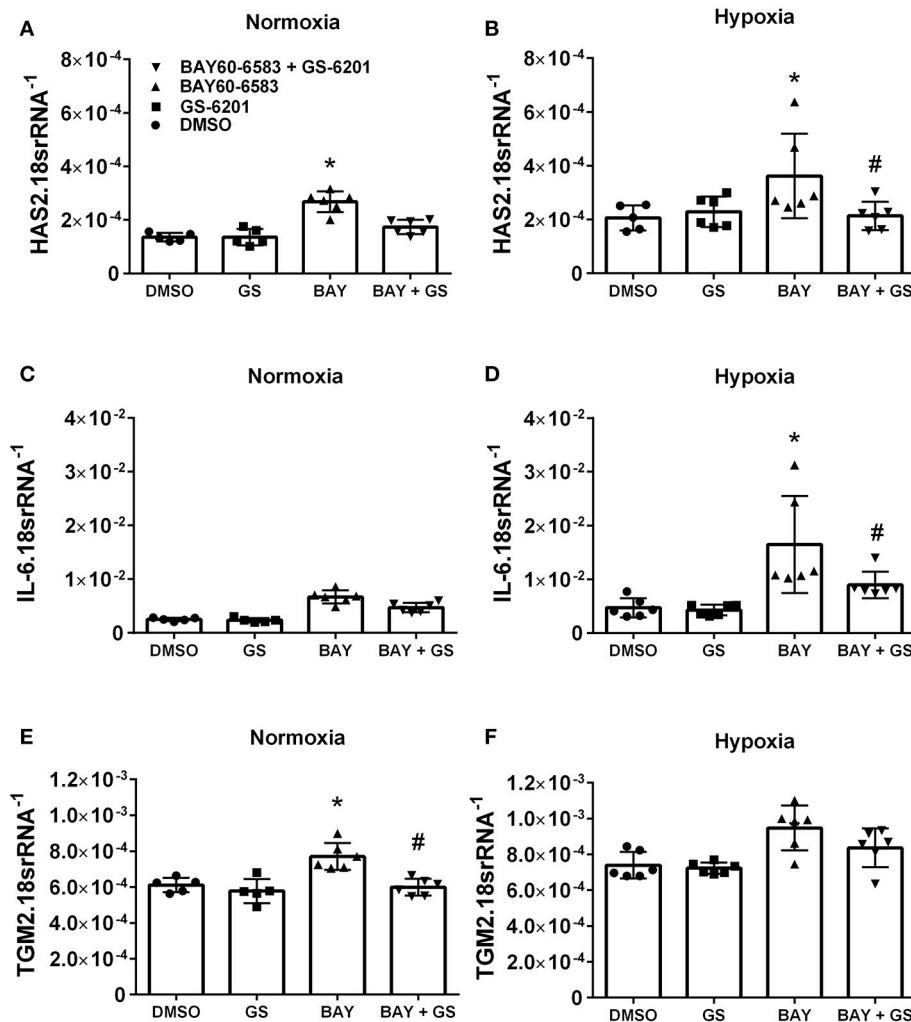 A
Normoxia
HAS2.18srRNA⁻¹
8×10⁻⁴
6×10⁻⁴
4×10⁻⁴
2×10⁻⁴
0
BAY60-6583 + GS-6201
BAY60-6583
GS-6201
DMSO
*
DMSO GS BAY BAY + GS
B
Hypoxia
HAS2.18srRNA⁻¹
8×10⁻⁴
6×10⁻⁴
4×10⁻⁴
2×10⁻⁴
0
*
#
DMSO GS BAY BAY + GS
C
Normoxia
IL-6.18srRNA⁻¹
4×10⁻²
3×10⁻²
2×10⁻²
1×10⁻²
0
DMSO GS BAY BAY + GS
D
Hypoxia
IL-6.18srRNA⁻¹
4×10⁻²
3×10⁻²
2×10⁻²
1×10⁻²
0
*
#
DMSO GS BAY BAY + GS
E
Normoxia
TGM2.18srRNA⁻¹
1.2×10⁻³
1.0×10⁻³
8.0×10⁻⁴
6.0×10⁻⁴
4.0×10⁻⁴
2.0×10⁻⁴
0
*
#
DMSO GS BAY BAY + GS
F
Hypoxia
TGM2.18srRNA⁻¹
1.2×10⁻³
1.0×10⁻³
8.0×10⁻⁴
6.0×10⁻⁴
4.0×10⁻⁴
2.0×10⁻⁴
0
DMSO GS BAY BAY + GS